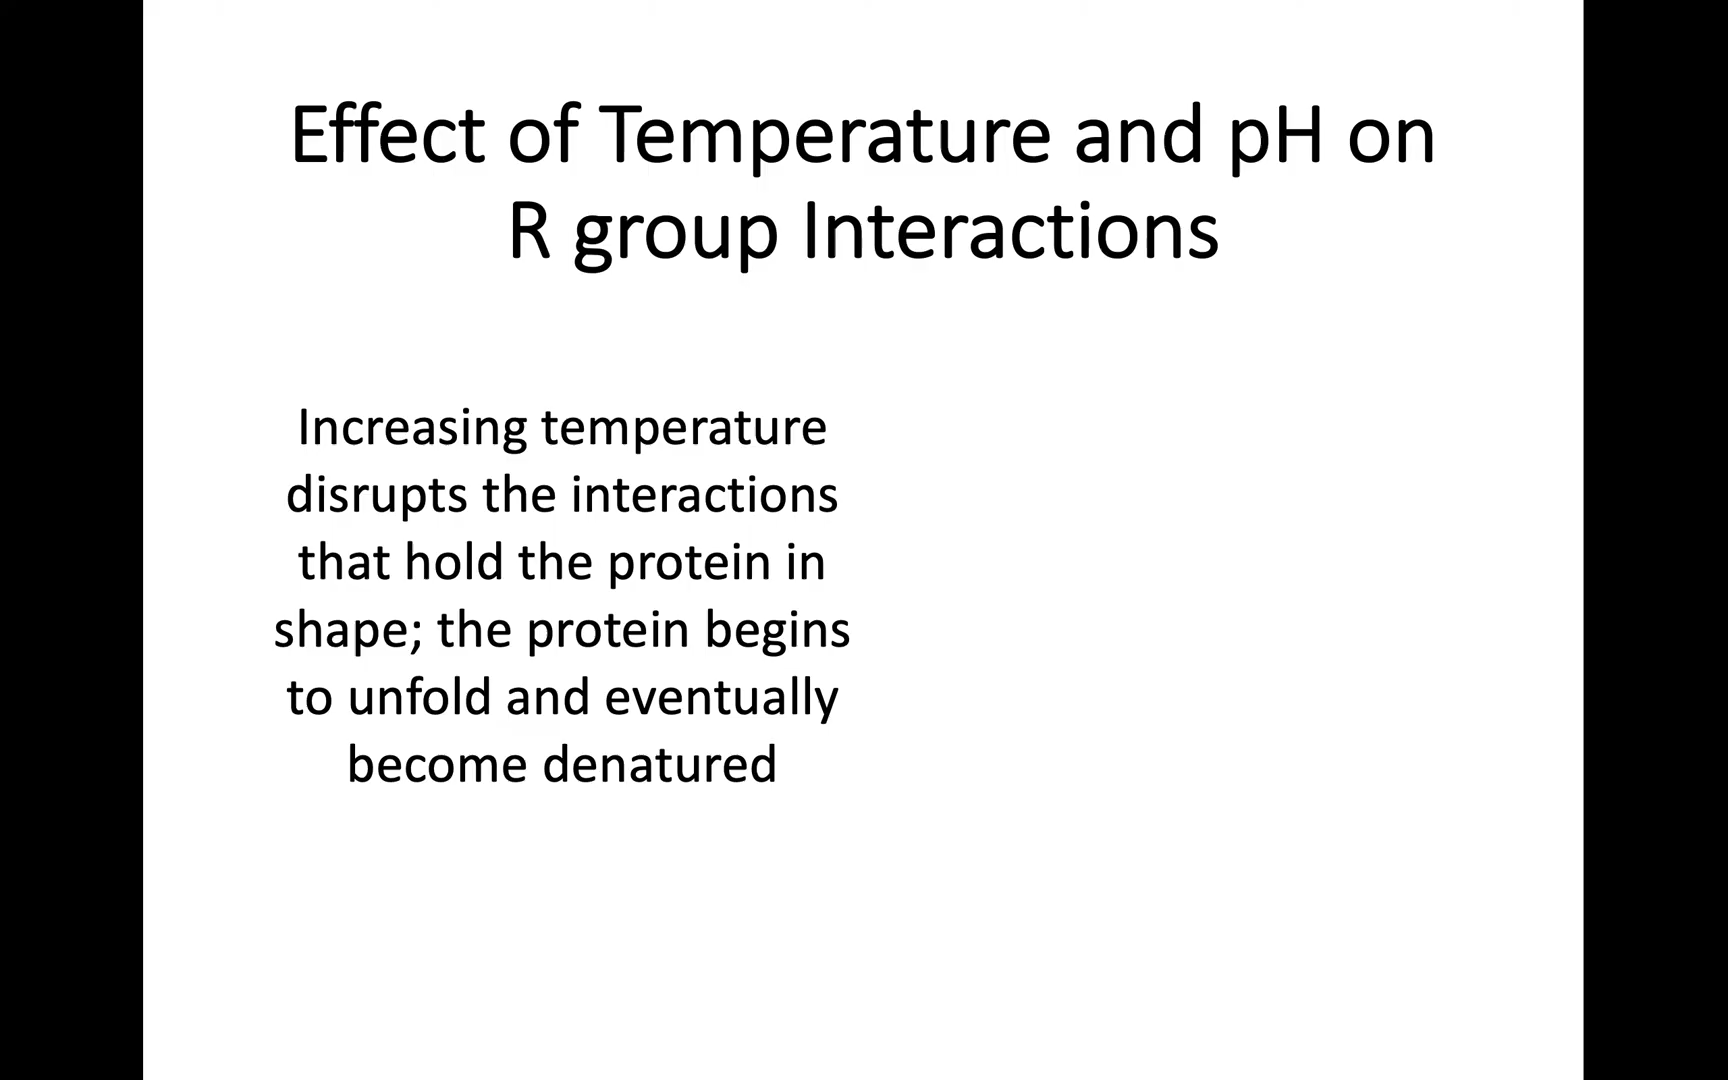 Effect of Temperature and pH on
R group Interactions
Increasing temperature
disrupts the interactions
that hold the protein in
shape; the protein begins
to unfold and eventually
become denatured